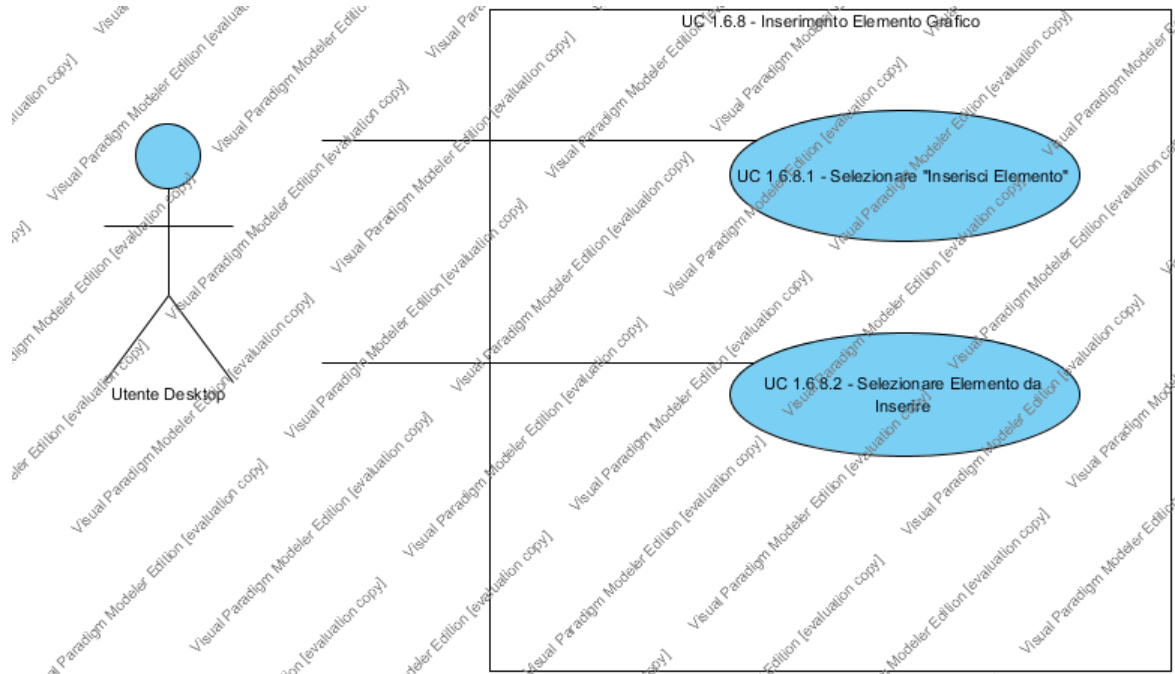 UC 1.6.8 - Inserimento Elemento Grafico
UC 1.6.8.1 - Selezionare "Inserisci Elemento"
Utente Desktop
UC 1.6.8.2 - Selezionare Elemento da
Inserire
Visual Paradigm Modeler Edition [evaluation copy]